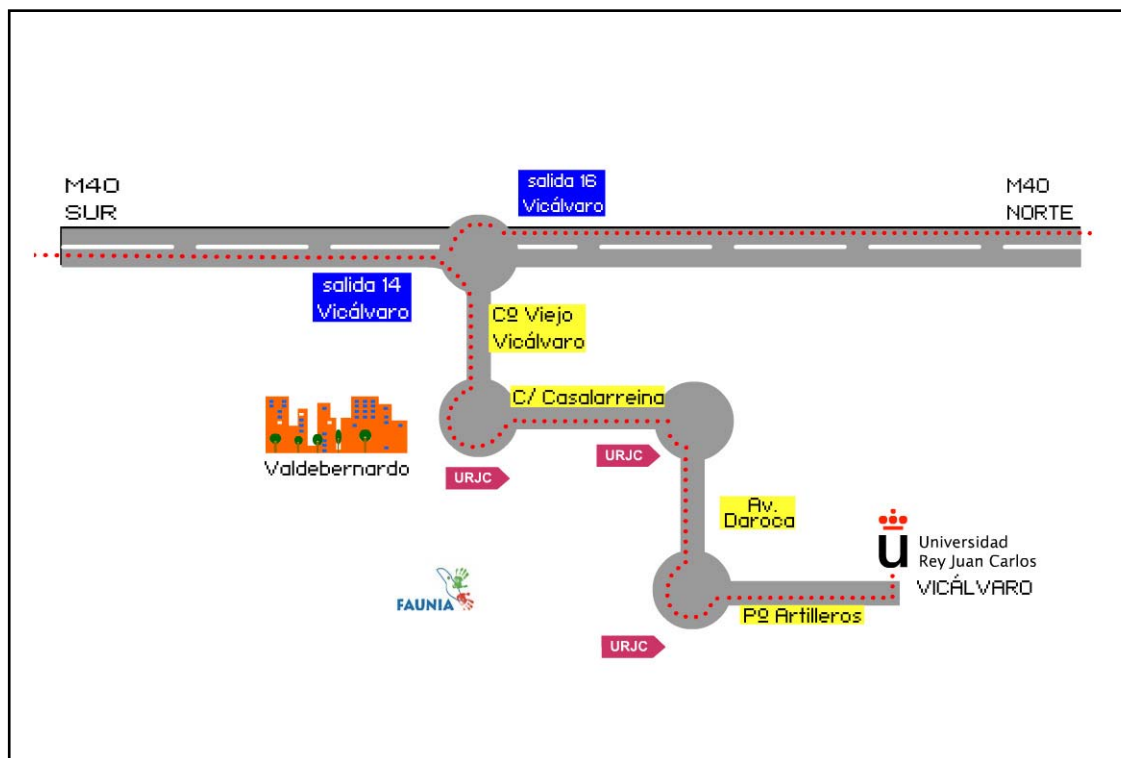 salida 16
Vicálvaro
M40
SUR
M40
NORTE
salida 14
Vicálvaro
Cº Viejo
Vicálvaro
C/ Casalarreina
Valdebernardo
URJC
URJC
Av.
Daroca
u Universidad
Rey Juan Carlos
VICÁLVARO
FAUNIA
Pº Artilleros
URJC